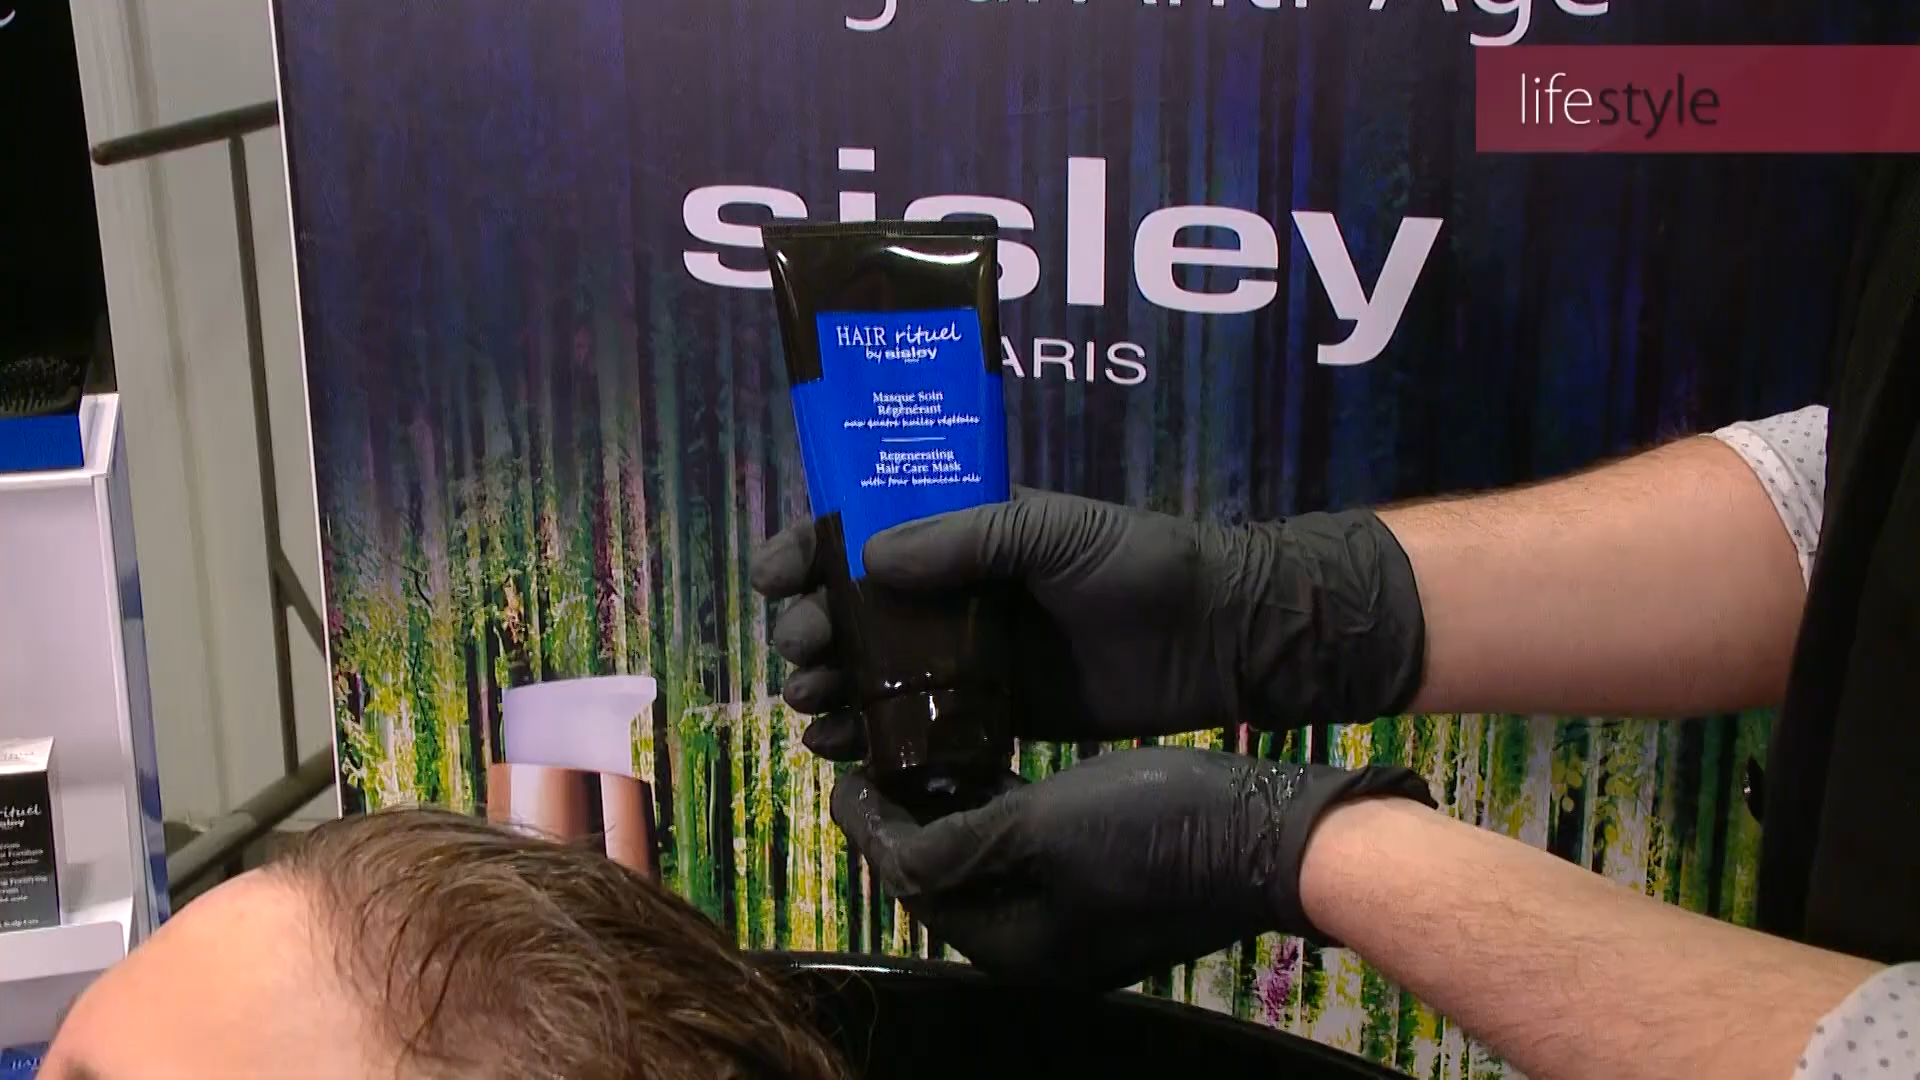 lifestyle
sisley
ARIS
HAIR rituel
by sisley
Masque Soin
Régénérant
aux quatre huiles végétales
Regenerating
Hair Care Mask
with four botanical oils
rituel